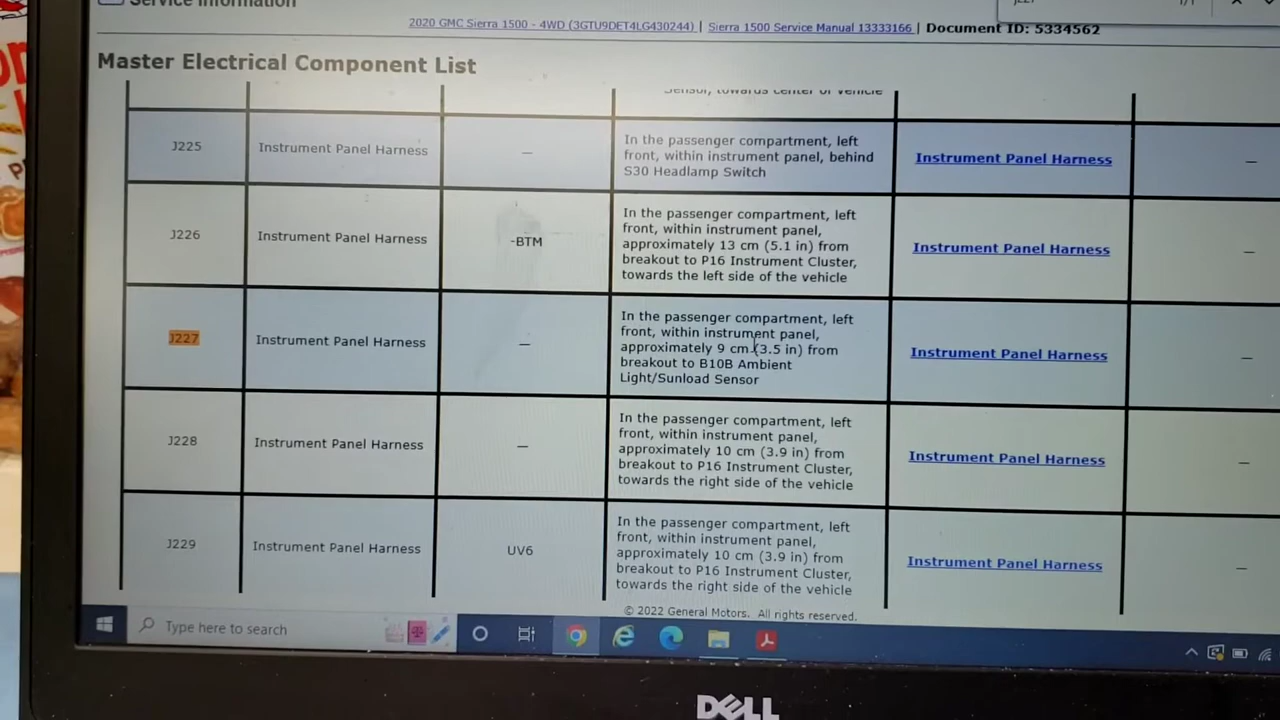 Service Information
2020 GMC Sierra 1500 - 4WD (3GTU9DET4LG430244) | Sierra 1500 Service Manual 13333166 | Document ID: 5334562
Master Electrical Component List
Sensor, towards center of vehicle
J225
Instrument Panel Harness
—
In the passenger compartment, left
front, within instrument panel, behind
S30 Headlamp Switch
Instrument Panel Harness
—
J226
Instrument Panel Harness
-BTM
In the passenger compartment, left
front, within instrument panel,
approximately 13 cm (5.1 in) from
breakout to P16 Instrument Cluster,
towards the left side of the vehicle
Instrument Panel Harness
—
J227
Instrument Panel Harness
—
In the passenger compartment, left
front, within instrument panel,
approximately 9 cm (3.5 in) from
breakout to B10B Ambient
Light/Sunload Sensor
Instrument Panel Harness
—
J228
Instrument Panel Harness
—
In the passenger compartment, left
front, within instrument panel,
approximately 10 cm (3.9 in) from
breakout to P16 Instrument Cluster,
towards the right side of the vehicle
Instrument Panel Harness
—
J229
Instrument Panel Harness
UV6
In the passenger compartment, left
front, within instrument panel,
approximately 10 cm (3.9 in) from
breakout to P16 Instrument Cluster,
towards the right side of the vehicle
Instrument Panel Harness
—
© 2022 General Motors. All rights reserved.
Type here to search
DELL